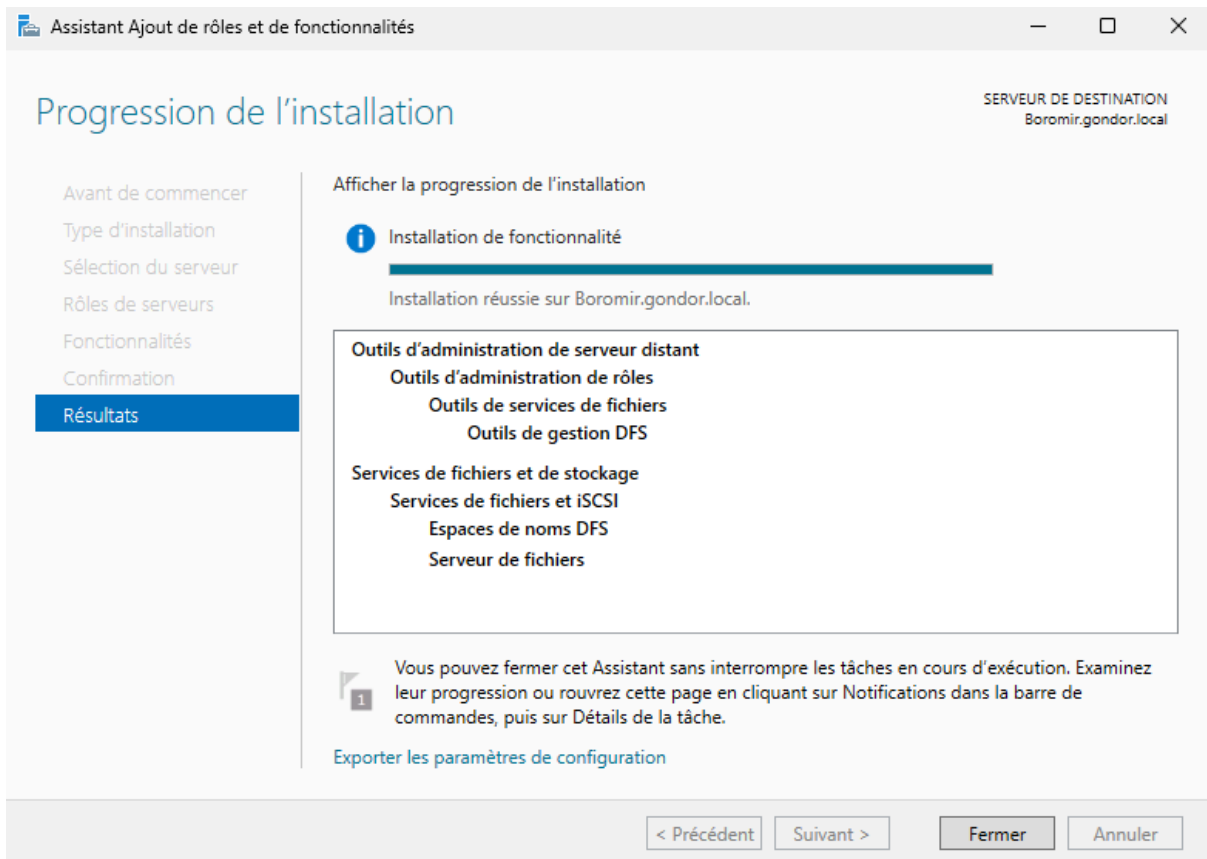 Assistant Ajout de rôles et de fonctionnalités
Progression de l'installation
SERVEUR DE DESTINATION
Boromir.gondor.local
Avant de commencer
Type d'installation
Sélection du serveur
Rôles de serveurs
Fonctionnalités
Confirmation
Résultats
Afficher la progression de l'installation
Installation de fonctionnalité
Installation réussie sur Boromir.gondor.local.
Outils d'administration de serveur distant
Outils d'administration de rôles
Outils de services de fichiers
Outils de gestion DFS
Services de fichiers et de stockage
Services de fichiers et iSCSI
Espaces de noms DFS
Serveur de fichiers
1
Vous pouvez fermer cet Assistant sans interrompre les tâches en cours d'exécution. Examinez
leur progression ou rouvrez cette page en cliquant sur Notifications dans la barre de
commandes, puis sur Détails de la tâche.
Exporter les paramètres de configuration
< Précédent
Suivant >
Fermer
Annuler